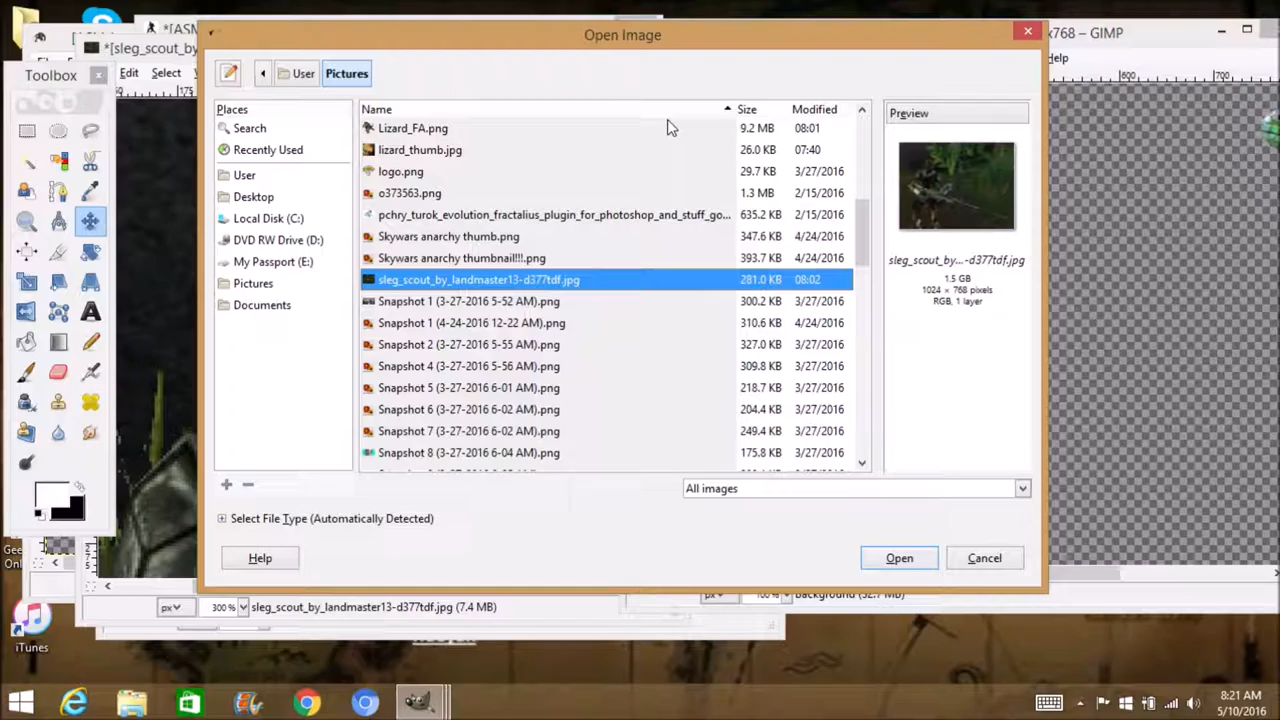 Open Image
*[ASM
x768 – GIMP
*[sleg_scout_by
Toolbox
Edit Select
Help
600 700
175
User Pictures
Places
Search
Recently Used
User
Desktop
Local Disk (C:)
DVD RW Drive (D:)
My Passport (E:)
Pictures
Documents
Name Size Modified
Lizard_FA.png 9.2 MB 08:01
lizard_thumb.jpg 26.0 KB 07:40
logo.png 29.7 KB 3/27/2016
o373563.png 1.3 MB 2/15/2016
pchry_turok_evolution_fractalius_plugin_for_photoshop_and_stuff_go... 635.2 KB 2/15/2016
Skywars anarchy thumb.png 347.6 KB 4/24/2016
Skywars anarchy thumbnail!!!.png 393.7 KB 4/24/2016
sleg_scout_by_landmaster13-d377tdf.jpg 281.0 KB 08:02
Snapshot 1 (3-27-2016 5-52 AM).png 300.2 KB 3/27/2016
Snapshot 1 (4-24-2016 12-22 AM).png 310.6 KB 4/24/2016
Snapshot 2 (3-27-2016 5-55 AM).png 327.0 KB 3/27/2016
Snapshot 4 (3-27-2016 5-56 AM).png 309.8 KB 3/27/2016
Snapshot 5 (3-27-2016 6-01 AM).png 218.7 KB 3/27/2016
Snapshot 6 (3-27-2016 6-02 AM).png 204.4 KB 3/27/2016
Snapshot 7 (3-27-2016 6-02 AM).png 249.4 KB 3/27/2016
Snapshot 8 (3-27-2016 6-04 AM).png 175.8 KB 3/27/2016
Preview
sleg_scout_by...-d377tdf.jpg
1.5 GB
1024 × 768 pixels
RGB, 1 layer
All images
Select File Type (Automatically Detected)
Help Open Cancel
px 300 % sleg_scout_by_landmaster13-d377tdf.jpg (7.4 MB)
px 100 % background (32.7 MB)
Gee
Onl
iTunes
8:21 AM
5/10/2016